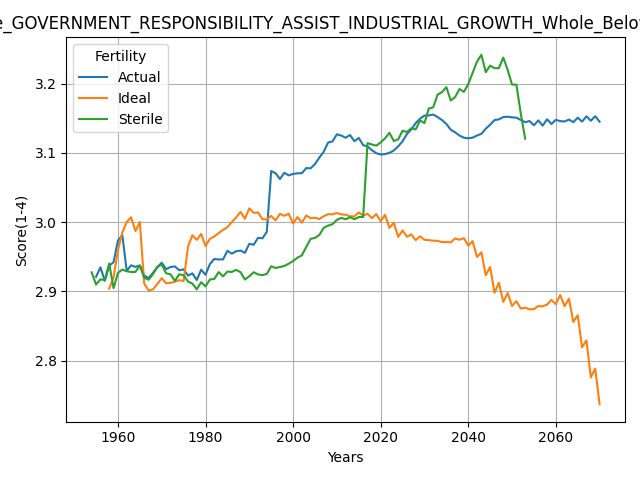 e_GOVERNMENT_RESPONSIBILITY_ASSIST_INDUSTRIAL_GROWTH_Whole_Belo
Fertility
Actual
Ideal
Sterile
Score(1-4)
3.2
3.1
3.0
2.9
2.8
1960 1980 2000 2020 2040 2060
Years